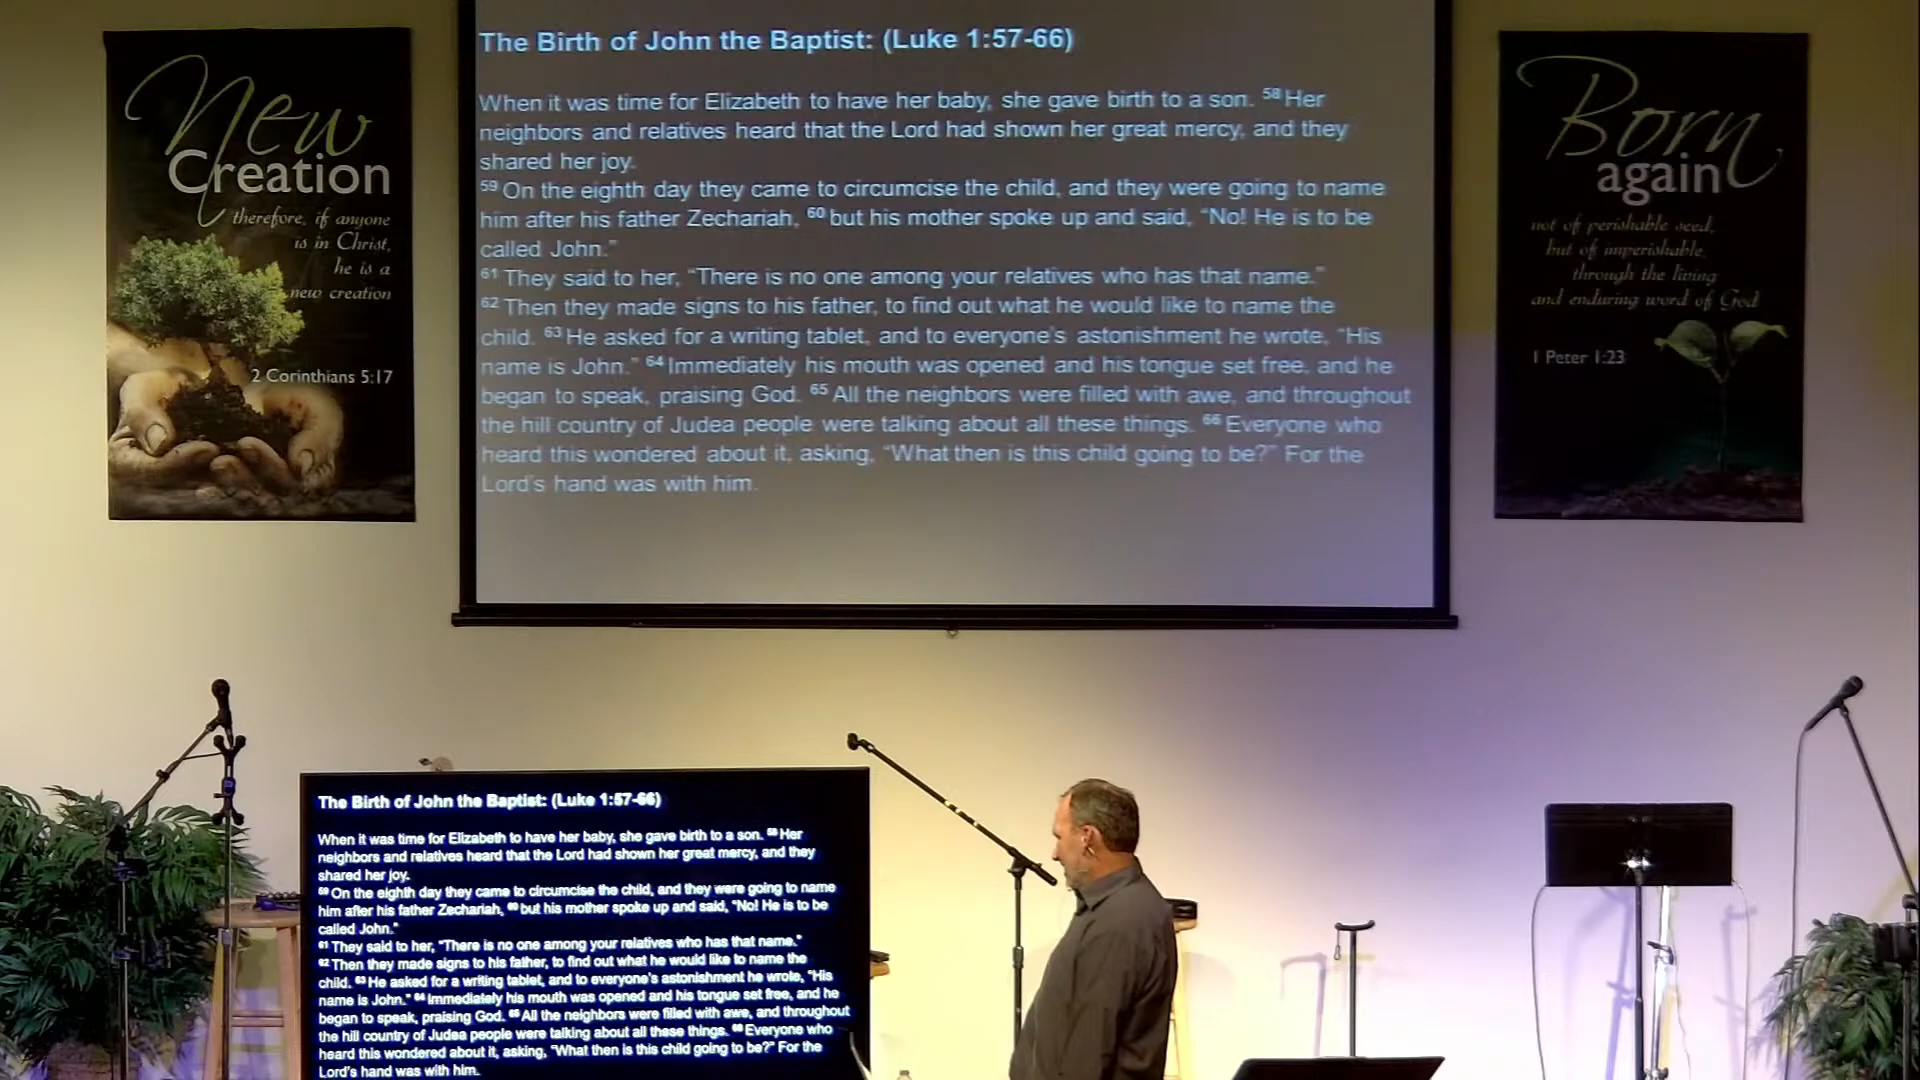 New
Creation
therefore, if anyone
is in Christ,
he is a
new creation
2 Corinthians 5:17
The Birth of John the Baptist: (Luke 1:57-66)
When it was time for Elizabeth to have her baby, she gave birth to a son. 58 Her
neighbors and relatives heard that the Lord had shown her great mercy, and they
shared her joy.
59 On the eighth day they came to circumcise the child, and they were going to name
him after his father Zechariah, 60 but his mother spoke up and said, “No! He is to be
called John.”
61 They said to her, “There is no one among your relatives who has that name.”
62 Then they made signs to his father, to find out what he would like to name the
child. 63 He asked for a writing tablet, and to everyone’s astonishment he wrote, “His
name is John.” 64 Immediately his mouth was opened and his tongue set free, and he
began to speak, praising God. 65 All the neighbors were filled with awe, and throughout
the hill country of Judea people were talking about all these things. 66 Everyone who
heard this wondered about it, asking, “What then is this child going to be?” For the
Lord’s hand was with him.
Born
again
not of perishable seed,
but of imperishable,
through the living
and enduring word of God
1 Peter 1:23
The Birth of John the Baptist: (Luke 1:57-66)
When it was time for Elizabeth to have her baby, she gave birth to a son. 58 Her
neighbors and relatives heard that the Lord had shown her great mercy, and they
shared her joy.
59 On the eighth day they came to circumcise the child, and they were going to name
him after his father Zechariah, 60 but his mother spoke up and said, “No! He is to be
called John.”
61 They said to her, “There is no one among your relatives who has that name.”
62 Then they made signs to his father, to find out what he would like to name the
child. 63 He asked for a writing tablet, and to everyone’s astonishment he wrote, “His
name is John.” 64 Immediately his mouth was opened and his tongue set free, and he
began to speak, praising God. 65 All the neighbors were filled with awe, and throughout
the hill country of Judea people were talking about all these things. 66 Everyone who
heard this wondered about it, asking, “What then is this child going to be?” For the
Lord’s hand was with him.